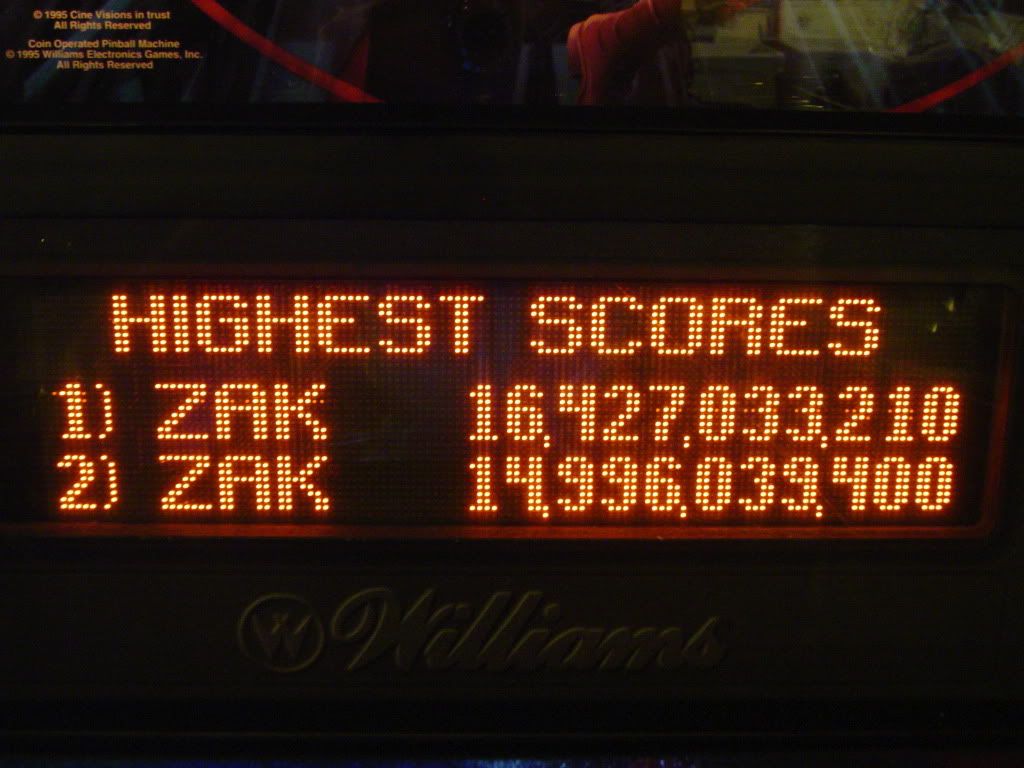 © 1995 Cine Visions in trust
All Rights Reserved
Coin Operated Pinball Machine
© 1995 Williams Electronics Games, Inc.
All Rights Reserved
HIGHEST SCORES
1) ZAK 16,427,033,210
2) ZAK 14,996,039,400
W Williams